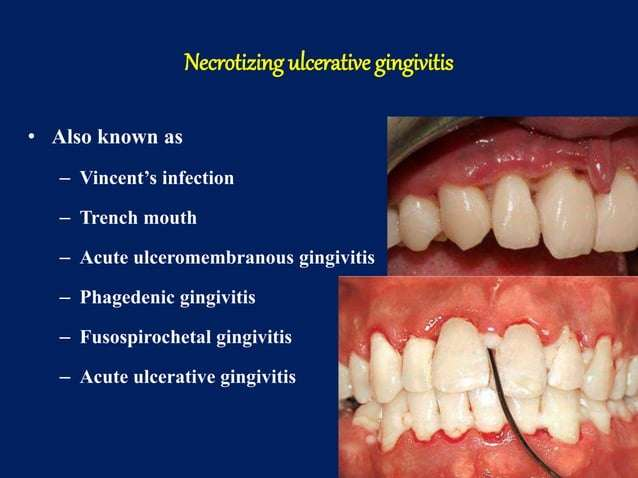 Necrotizing ulcerative gingivitis
• Also known as
– Vincent’s infection
– Trench mouth
– Acute ulceromembranous gingivitis
– Phagedenic gingivitis
– Fusospirochetal gingivitis
– Acute ulcerative gingivitis